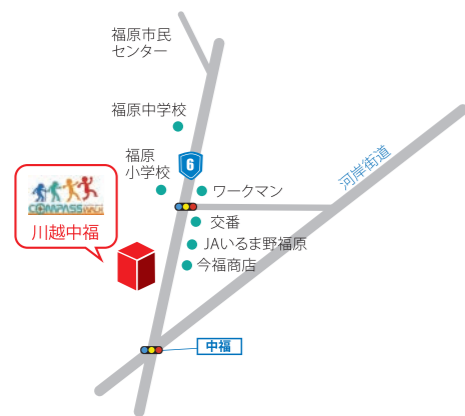 福原市民
センター
福原中学校
6
福原
小学校
河岸街道
ワークマン
COMPASS
川越中福
交番
JAいるま野福原
今福商店
中福